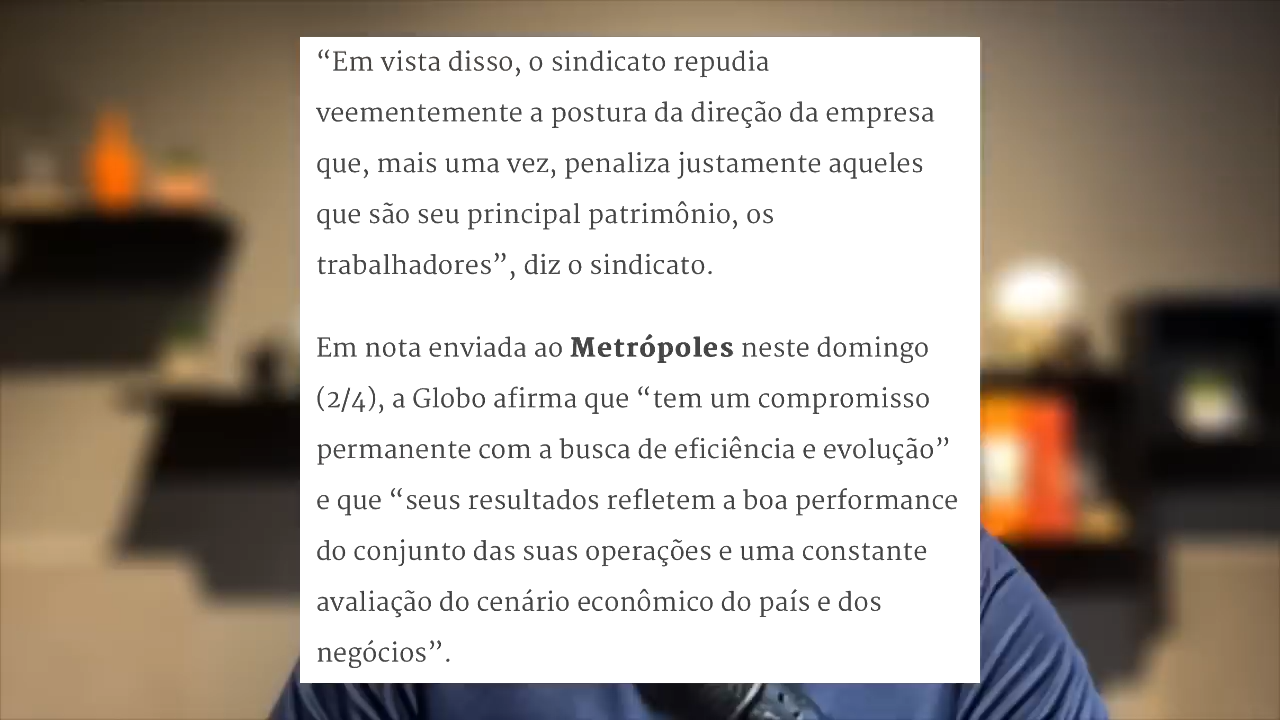 “Em vista disso, o sindicato repudia
veementemente a postura da direção da empresa
que, mais uma vez, penaliza justamente aqueles
que são seu principal patrimônio, os
trabalhadores”, diz o sindicato.
Em nota enviada ao Metrópoles neste domingo
(2/4), a Globo afirma que “tem um compromisso
permanente com a busca de eficiência e evolução”
e que “seus resultados refletem a boa performance
do conjunto das suas operações e uma constante
avaliação do cenário econômico do país e dos
negócios”.